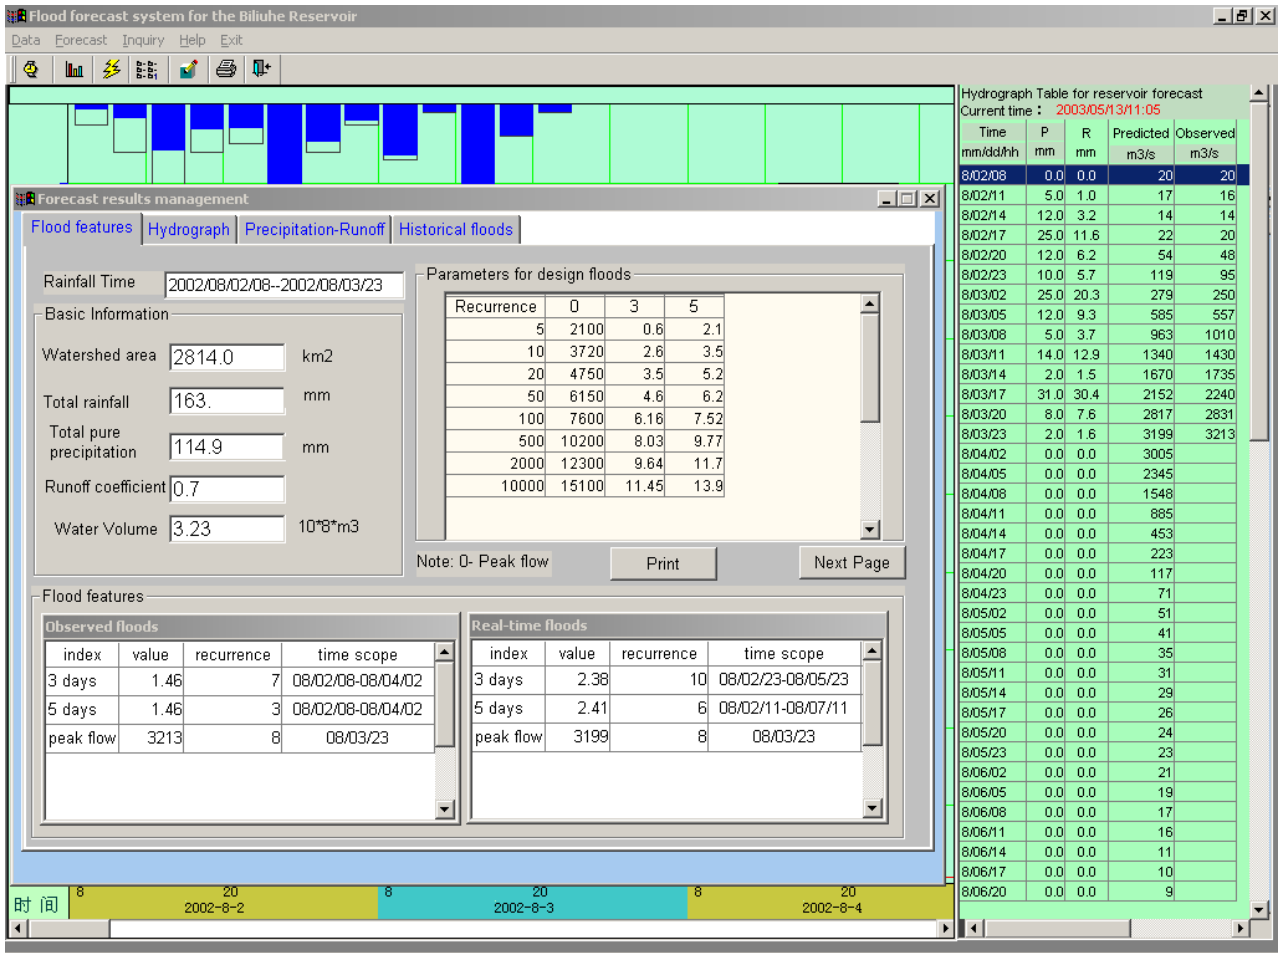 Flood forecast system for the Biliuhe Reservoir
Data Forecast Inquiry Help Exit
Hydrograph Table for reservoir forecast
Current time： 2003/05/13/11:05
Time P R Predicted Observed
mm/dd/hh mm mm m3/s m3/s
8/02/08 0.0 0.0 20 20
8/02/11 5.0 1.0 17 16
8/02/14 12.0 3.2 14 14
8/02/17 25.0 11.6 22 20
8/02/20 12.0 6.2 54 48
8/02/23 10.0 5.7 119 95
8/03/02 25.0 20.3 279 250
8/03/05 12.0 9.3 585 557
8/03/08 5.0 3.7 963 1010
8/03/11 14.0 12.9 1340 1430
8/03/14 2.0 1.5 1670 1735
8/03/17 31.0 30.4 2152 2240
8/03/20 8.0 7.6 2817 2831
8/03/23 2.0 1.6 3199 3213
8/04/02 0.0 0.0 3005
8/04/05 0.0 0.0 2345
8/04/08 0.0 0.0 1548
8/04/11 0.0 0.0 885
8/04/14 0.0 0.0 453
8/04/17 0.0 0.0 223
8/04/20 0.0 0.0 117
8/04/23 0.0 0.0 71
8/05/02 0.0 0.0 51
8/05/05 0.0 0.0 41
8/05/08 0.0 0.0 35
8/05/11 0.0 0.0 31
8/05/14 0.0 0.0 29
8/05/17 0.0 0.0 26
8/05/20 0.0 0.0 24
8/05/23 0.0 0.0 23
8/06/02 0.0 0.0 21
8/06/05 0.0 0.0 19
8/06/08 0.0 0.0 17
8/06/11 0.0 0.0 16
8/06/14 0.0 0.0 11
8/06/17 0.0 0.0 10
8/06/20 0.0 0.0 9
Forecast results management
Flood features Hydrograph Precipitation-Runoff Historical floods
Rainfall Time 2002/08/02/08--2002/08/03/23
Basic Information
Watershed area 2814.0 km2
Total rainfall 163. mm
Total pure
precipitation 114.9 mm
Runoff coefficient 0.7
Water Volume 3.23 10*8*m3
Parameters for design floods
Recurrence 0 3 5
5 2100 0.6 2.1
10 3720 2.6 3.5
20 4750 3.5 5.2
50 6150 4.6 6.2
100 7600 6.16 7.52
500 10200 8.03 9.77
2000 12300 9.64 11.7
10000 15100 11.45 13.9
Note: 0- Peak flow Print Next Page
Flood features
Observed floods
index value recurrence time scope
3 days 1.46 7 08/02/08-08/04/02
5 days 1.46 3 08/02/08-08/04/02
peak flow 3213 8 08/03/23
Real-time floods
index value recurrence time scope
3 days 2.38 10 08/02/23-08/05/23
5 days 2.41 6 08/02/11-08/07/11
peak flow 3199 8 08/03/23
时 间
8 20 8 20 8 20
2002-8-2 2002-8-3 2002-8-4